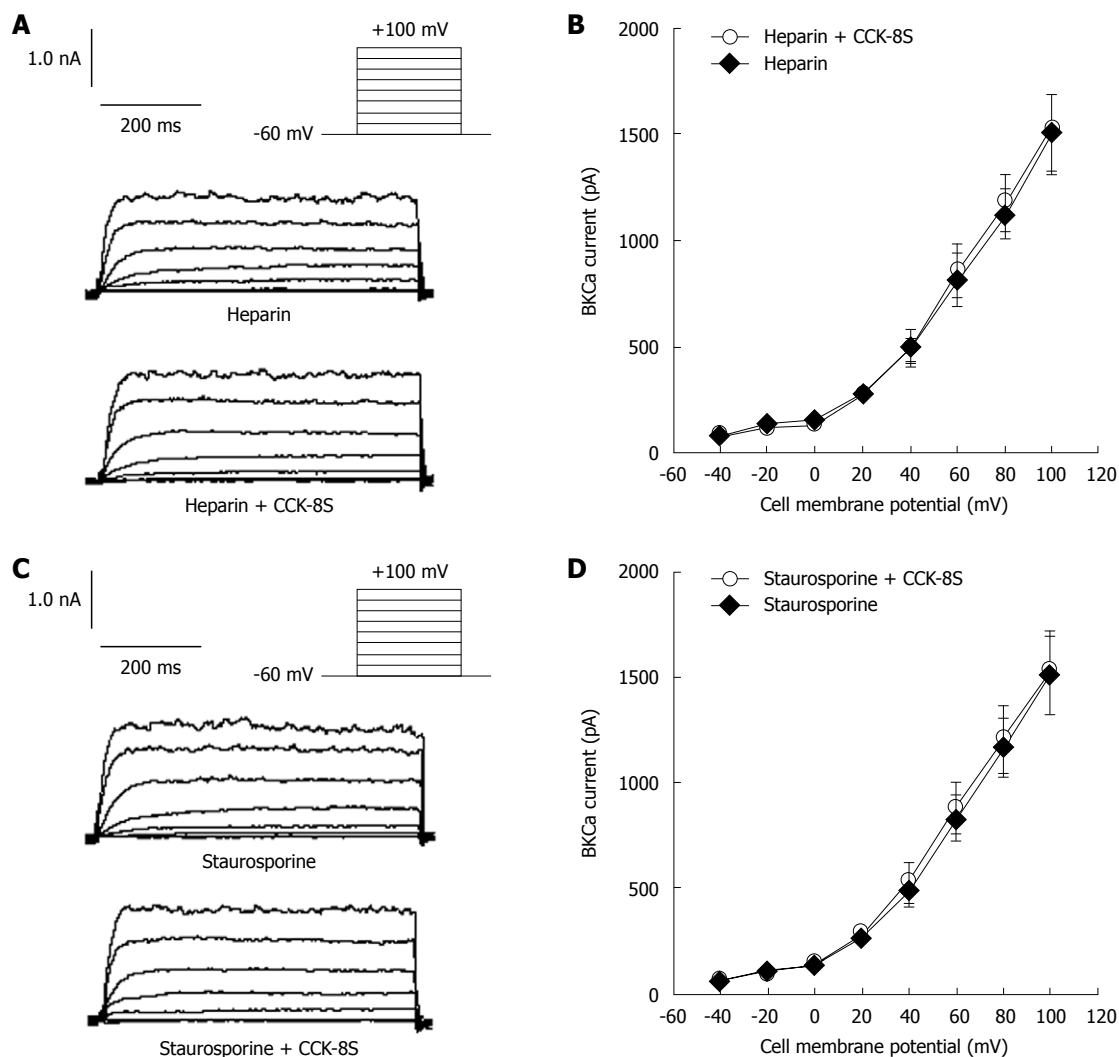 A
1.0 nA
200 ms
+100 mV
-60 mV
Heparin
Heparin + CCK-8S
B
Heparin + CCK-8S
Heparin
2000
1500
1000
500
0
BKCa current (pA)
-60 -40 -20 0 20 40 60 80 100 120
Cell membrane potential (mV)
C
1.0 nA
200 ms
+100 mV
-60 mV
Staurosporine
Staurosporine + CCK-8S
D
Staurosporine + CCK-8S
Staurosporine
2000
1500
1000
500
0
BKCa current (pA)
-60 -40 -20 0 20 40 60 80 100 120
Cell membrane potential (mV)